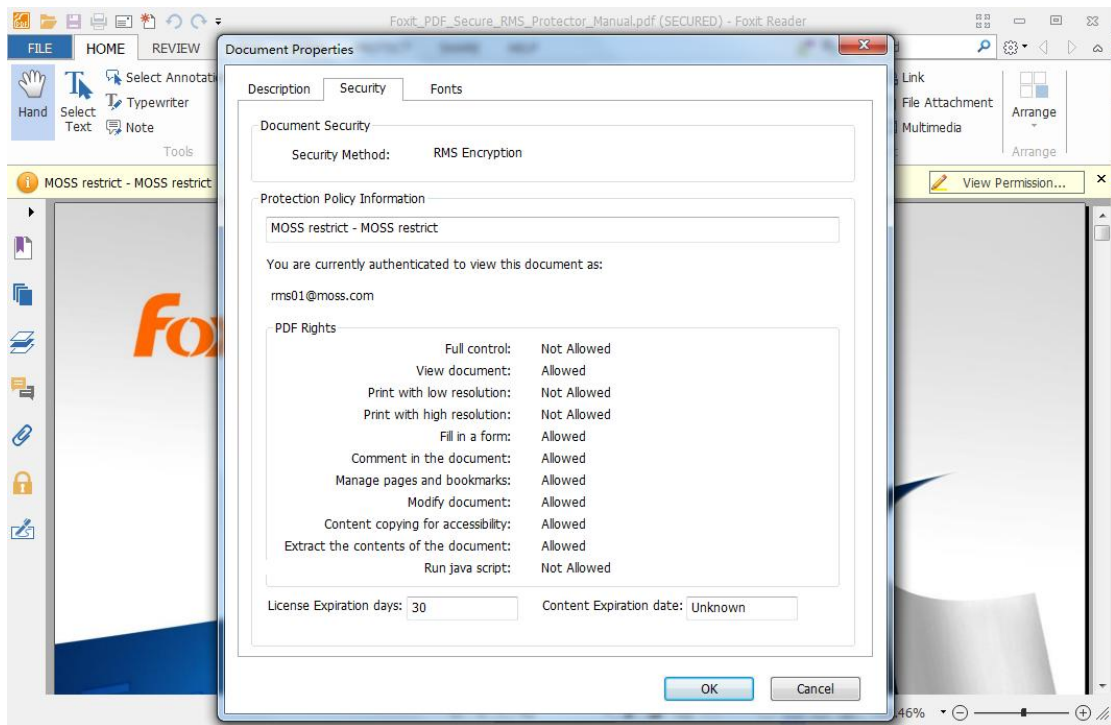 Foxit_PDF_Secure_RMS_Protector_Manual.pdf (SECURED) - Foxit Reader
FILE HOME REVIEW
Document Properties
Hand
Select Text
Typewriter
Note
Tools
Link
File Attachment
Multimedia
Arrange
Arrange
MOSS restrict - MOSS restrict
View Permission...
Description Security Fonts
Document Security
Security Method: RMS Encryption
Protection Policy Information
MOSS restrict - MOSS restrict
You are currently authenticated to view this document as:
rms01@moss.com
PDF Rights
Full control: Not Allowed
View document: Allowed
Print with low resolution: Not Allowed
Print with high resolution: Not Allowed
Fill in a form: Allowed
Comment in the document: Allowed
Manage pages and bookmarks: Allowed
Modify document: Allowed
Content copying for accessibility: Allowed
Extract the contents of the document: Allowed
Run java script: Not Allowed
License Expiration days: 30 Content Expiration date: Unknown
OK Cancel